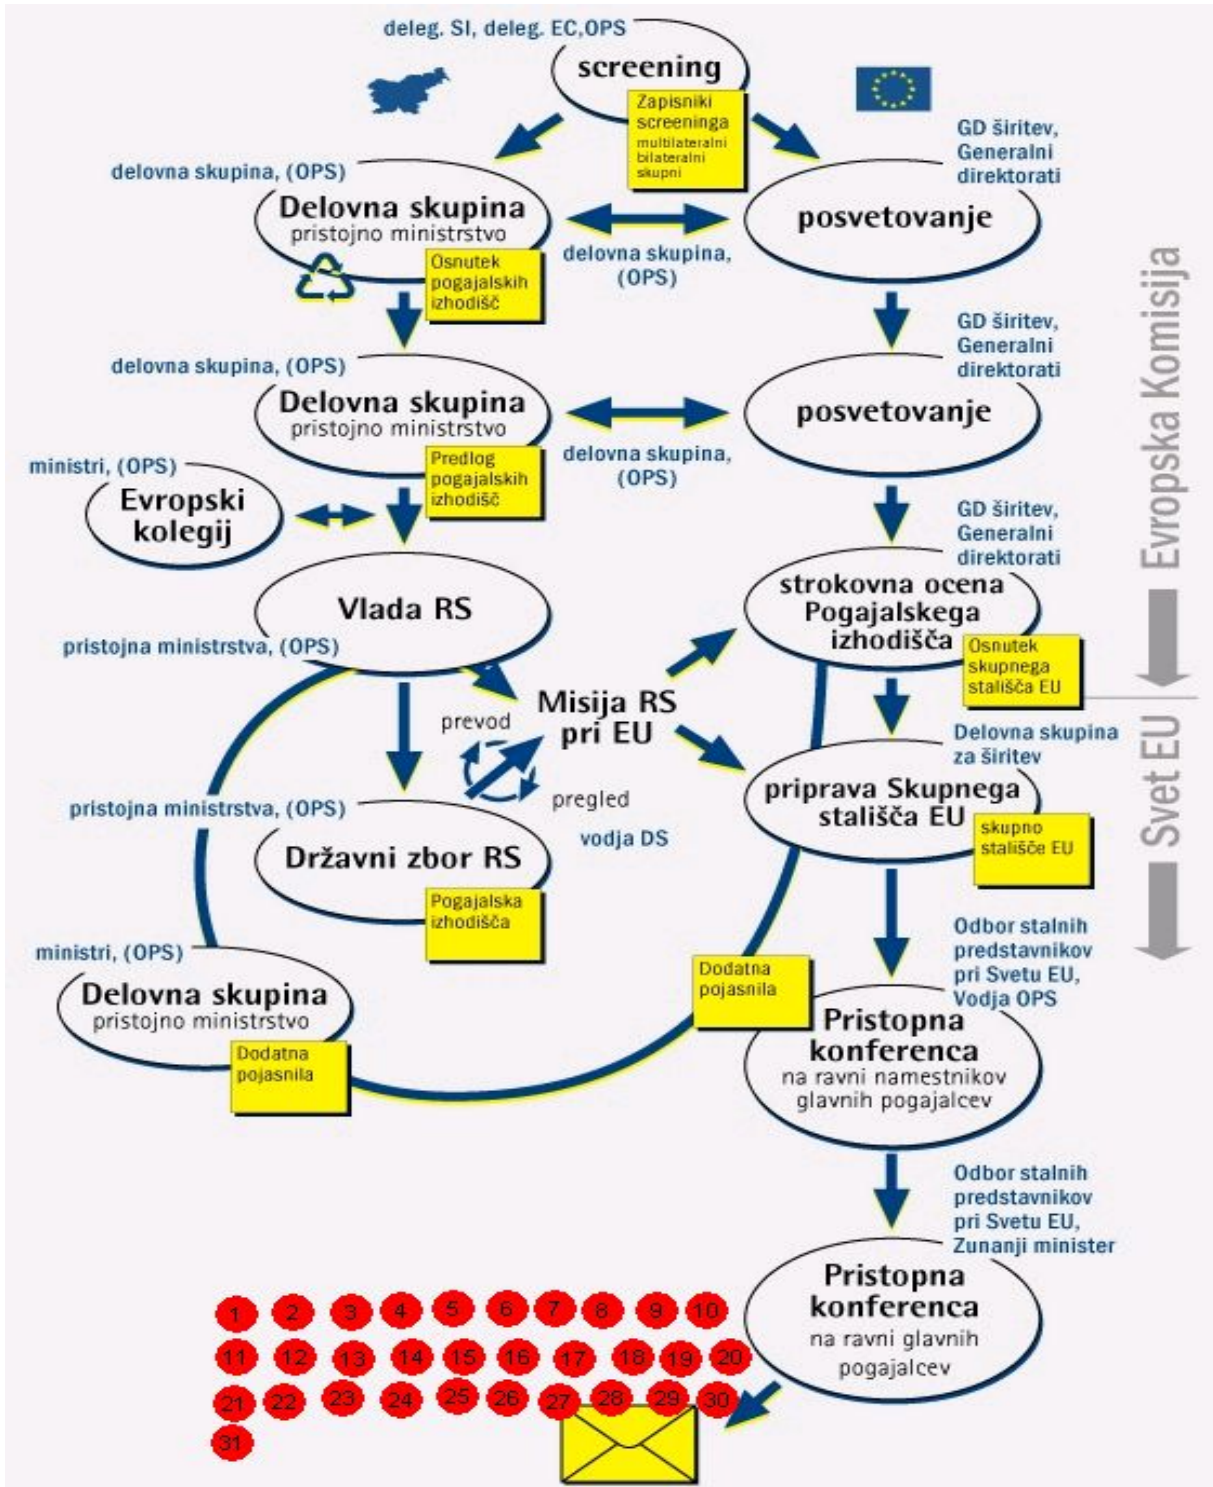 deleg. SI, deleg. EC,OPS
screening
Zapisniki
screeninga
multilateralni
bilateralni
skupni
GD širitev,
Generalni
direktorati
delovna skupina, (OPS)
Delovna skupina
pristojno ministrstvo
Osnutek
pogajalskih
izhodišč
delovna skupina,
(OPS)
posvetovanje
GD širitev,
Generalni
direktorati
delovna skupina, (OPS)
Delovna skupina
pristojno ministrstvo
Predlog
pogajalskih
izhodišč
delovna skupina,
(OPS)
posvetovanje
Evropska Komisija
ministri, (OPS)
Evropski
kolegij
GD širitev,
Generalni
direktorati
Vlada RS
pristojna ministrstva, (OPS)
strokovna ocena
Pogajalskega
izhodišča
Osnutek
skupnega
stališča EU
Misija RS
pri EU
prevod
pregled
vodja DS
Delovna skupina
za širitev
priprava Skupnega
stališča EU
skupno
stališče EU
Svet EU
pristojna ministrstva, (OPS)
Državni zbor RS
Pogajalska
izhodišča
ministri, (OPS)
Delovna skupina
pristojno ministrstvo
Dodatna
pojasnila
Dodatna
pojasnila
Odbor stalnih
predstavnikov
pri Svetu EU,
Vodja OPS
Pristopna
konferenca
na ravni namestnikov
glavnih pogajalcev
Odbor stalnih
predstavnikov
pri Svetu EU,
Zunanji minister
Pristopna
konferenca
na ravni glavnih
pogajalcev
1 2 3 4 5 6 7 8 9 10
11 12 13 14 15 16 17 18 19 20
21 22 23 24 25 26 27 28 29 30
31